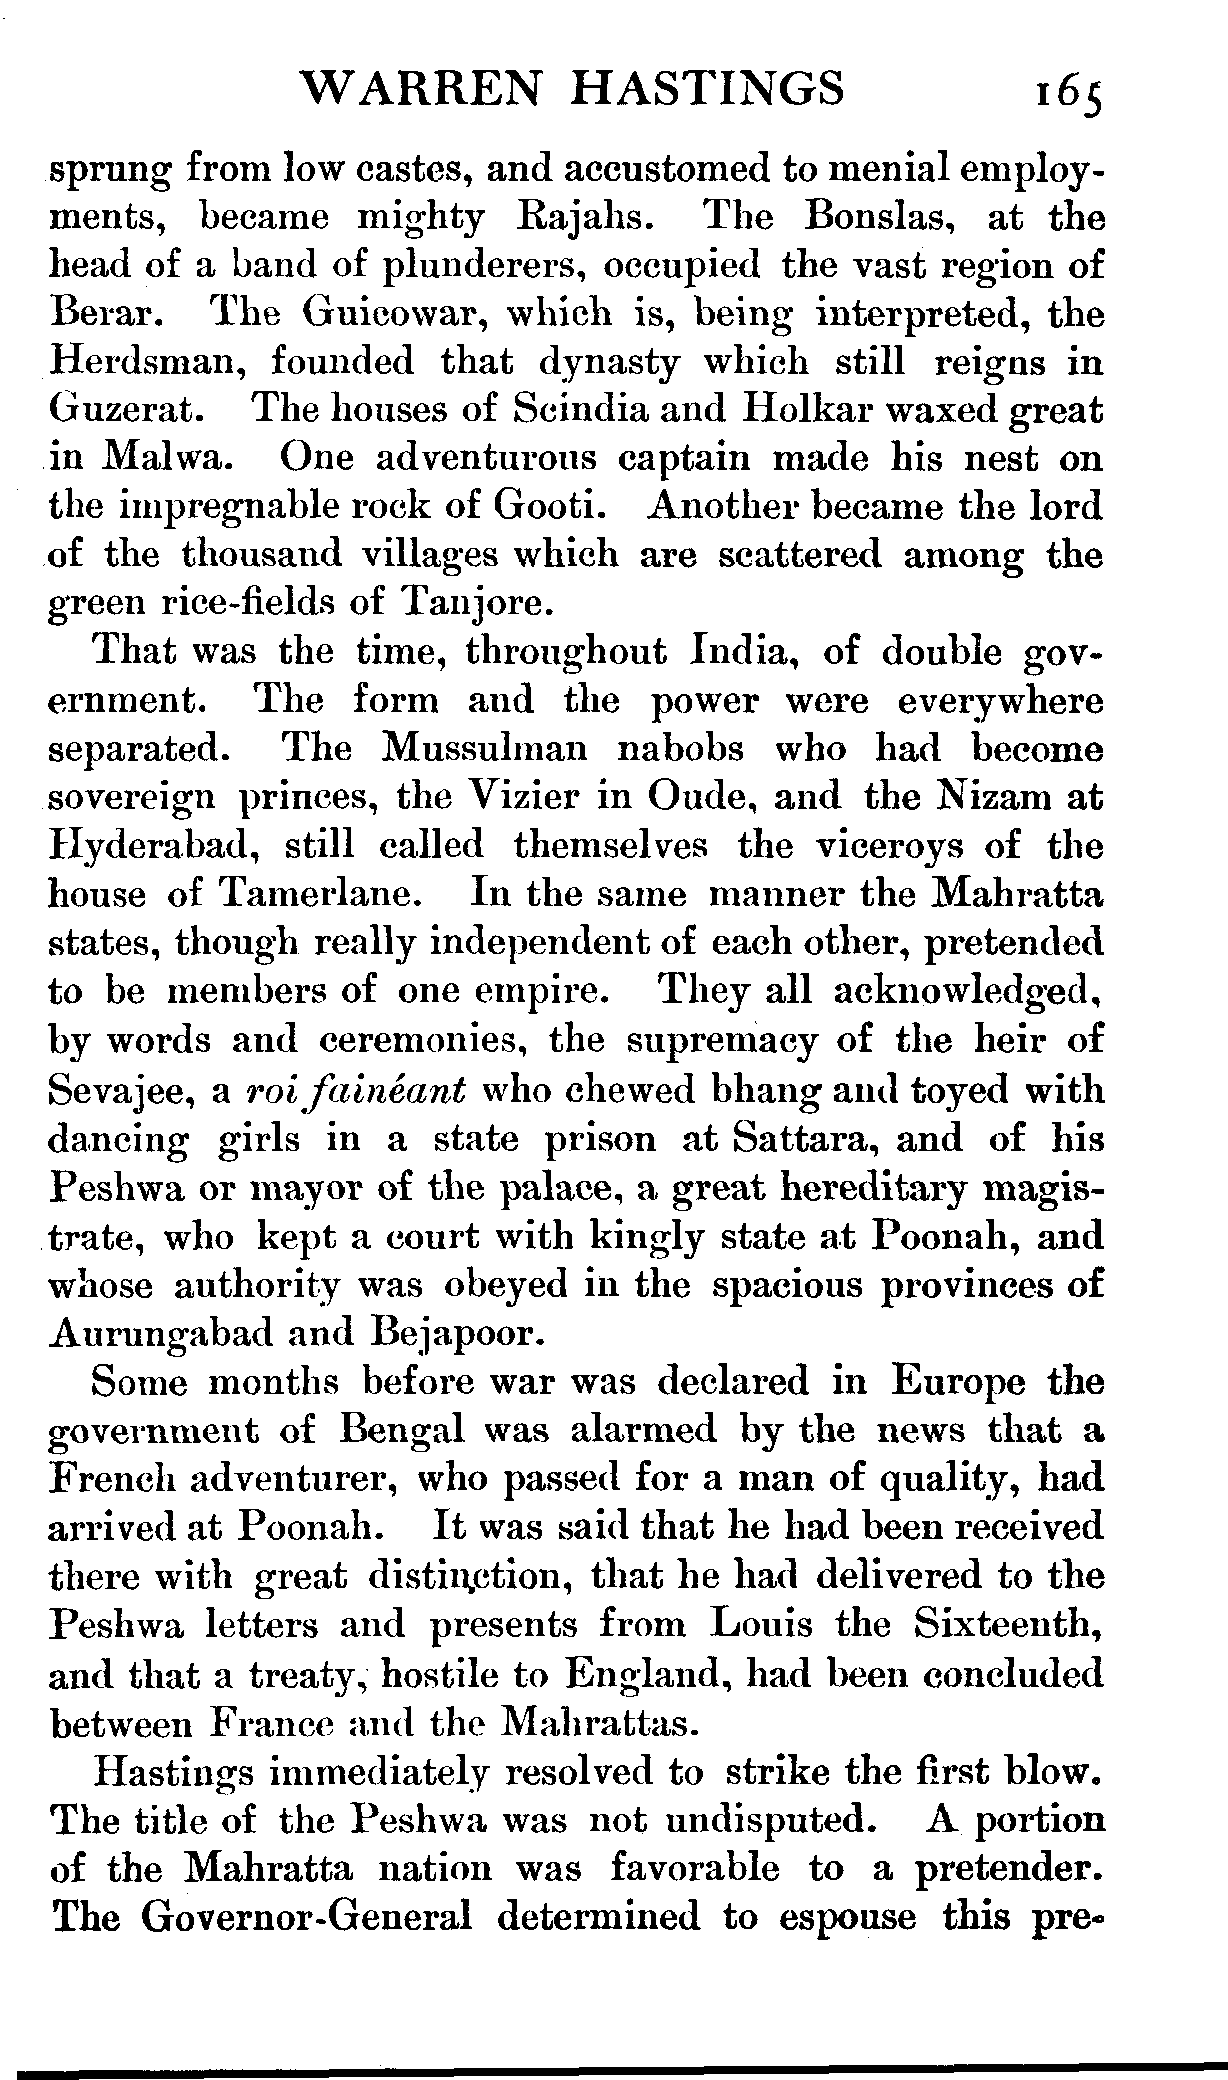 WARREN HASTINGS 165
sprung from low castes, and accustomed to menial employ-
ments, became mighty Rajahs. The Bonslas, at the
head of a band of plunderers, occupied the vast region of
Berar. The Guicowar, which is, being interpreted, the
Herdsman, founded that dynasty which still reigns in
Guzerat. The houses of Scindia and Holkar waxed great
in Malwa. One adventurous captain made his nest on
the impregnable rock of Gooti. Another became the lord
of the thousand villages which are scattered among the
green rice-fields of Tanjore.
That was the time, throughout India, of double gov-
ernment. The form and the power were everywhere
separated. The Mussulman nabobs who had become
sovereign princes, the Vizier in Oude, and the Nizam at
Hyderabad, still called themselves the viceroys of the
house of Tamerlane. In the same manner the Mahratta
states, though really independent of each other, pretended
to be members of one empire. They all acknowledged,
by words and ceremonies, the supremacy of the heir of
Sevajee, a roi fainéant who chewed bhang and toyed with
dancing girls in a state prison at Sattara, and of his
Peshwa or mayor of the palace, a great hereditary magis-
trate, who kept a court with kingly state at Poonah, and
whose authority was obeyed in the spacious provinces of
Aurungabad and Bejapoor.
Some months before war was declared in Europe the
government of Bengal was alarmed by the news that a
French adventurer, who passed for a man of quality, had
arrived at Poonah. It was said that he had been received
there with great distinction, that he had delivered to the
Peshwa letters and presents from Louis the Sixteenth,
and that a treaty, hostile to England, had been concluded
between France and the Mahrattas.
Hastings immediately resolved to strike the first blow.
The title of the Peshwa was not undisputed. A portion
of the Mahratta nation was favorable to a pretender.
The Governor-General determined to espouse this pre-